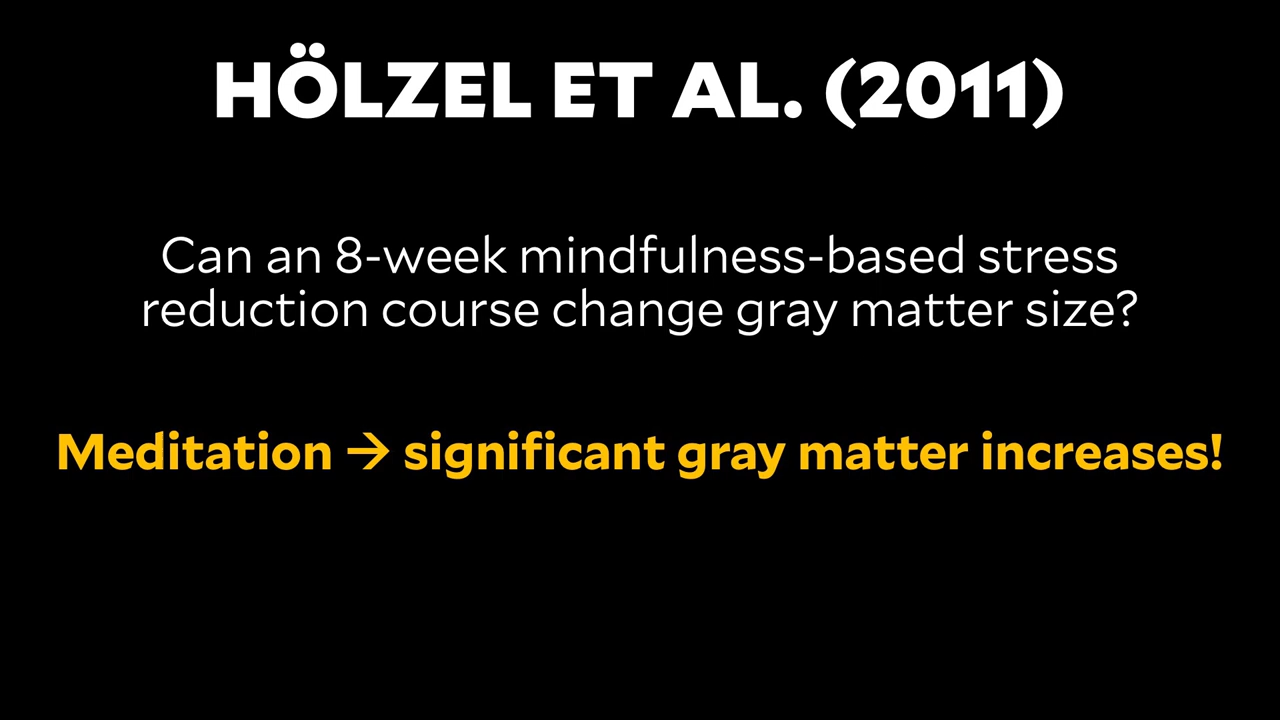 HÖLZEL ET AL. (2011)
Can an 8-week mindfulness-based stress
reduction course change gray matter size?
Meditation → significant gray matter increases!